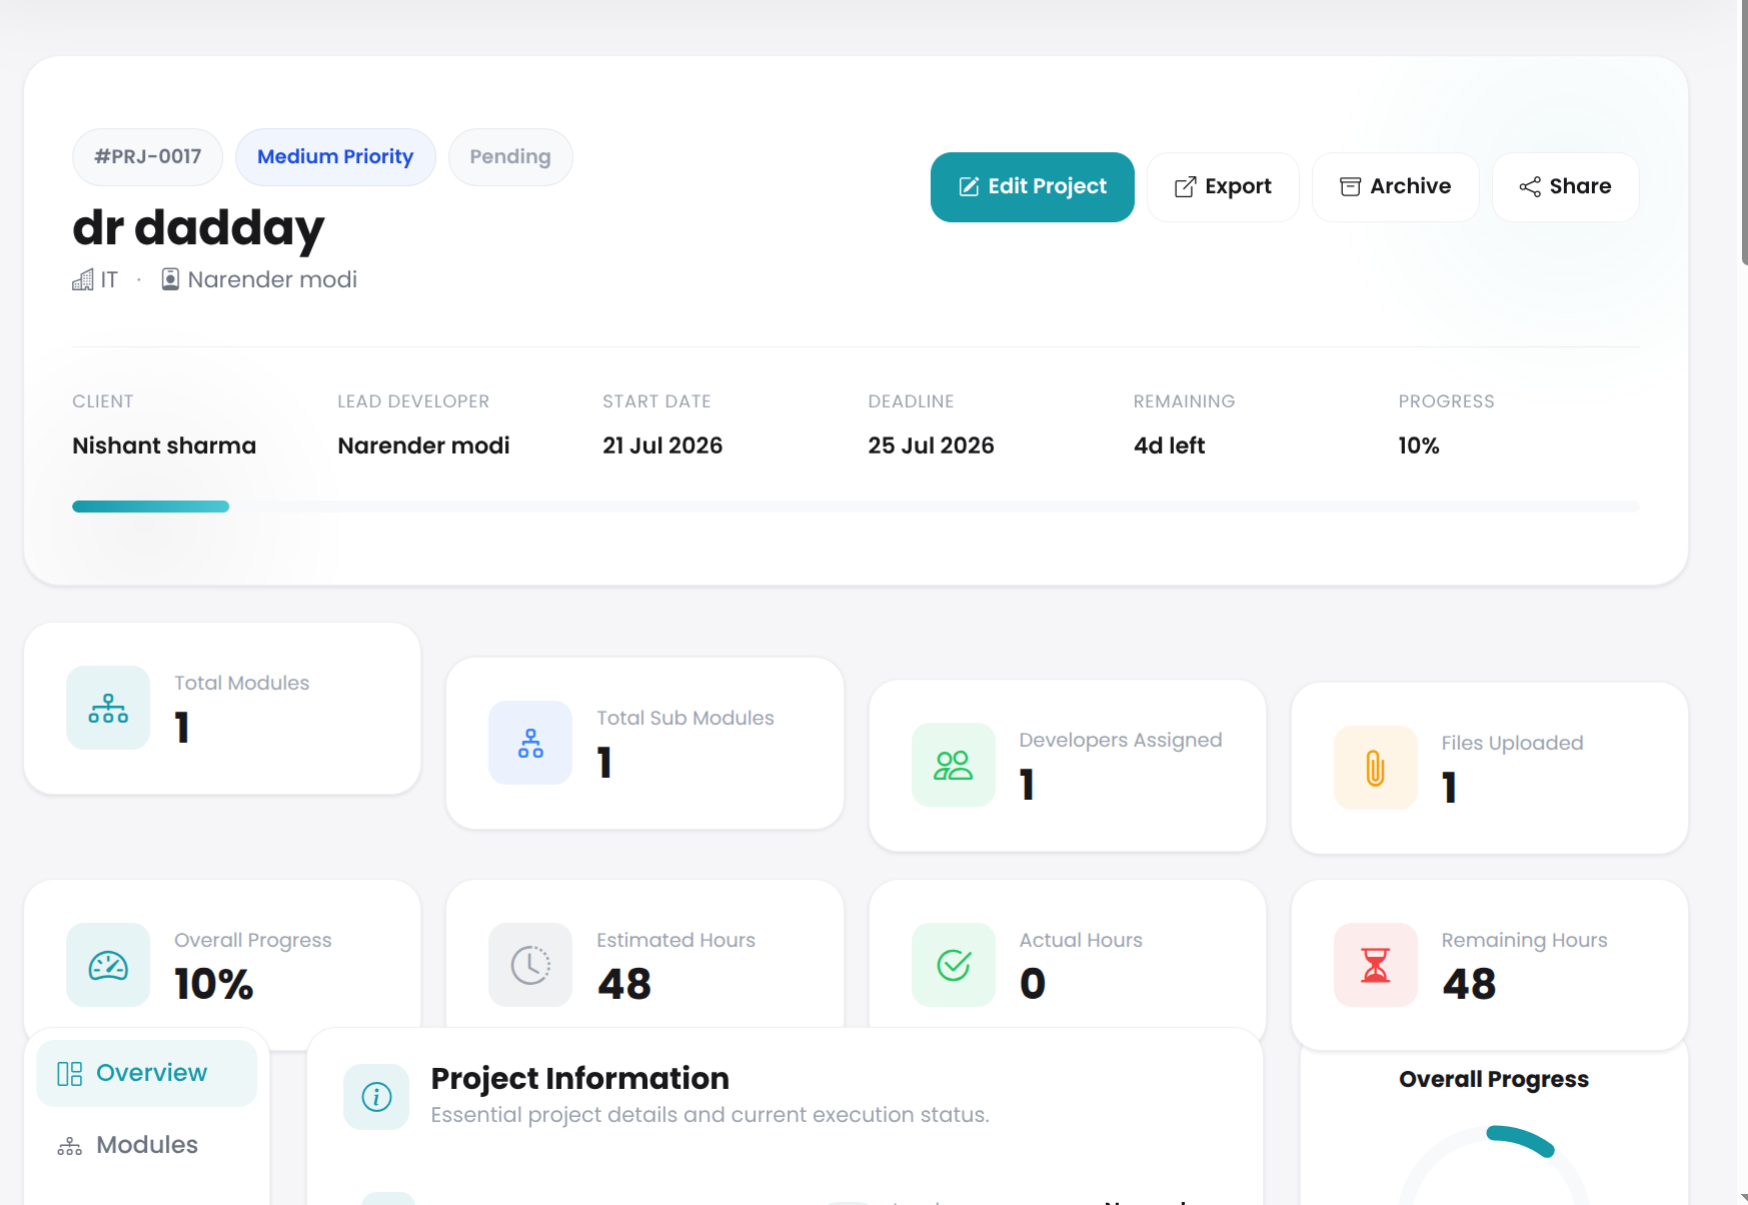 #PRJ-0017 Medium Priority Pending
dr dadday
IT · Narender modi
Edit Project Export Archive Share
CLIENT LEAD DEVELOPER START DATE DEADLINE REMAINING PROGRESS
Nishant sharma Narender modi 21 Jul 2026 25 Jul 2026 4d left 10%
Total Modules
1
Total Sub Modules
1
Developers Assigned
1
Files Uploaded
1
Overall Progress
10%
Estimated Hours
48
Actual Hours
0
Remaining Hours
48
Overview
Modules
Project Information
Essential project details and current execution status.
Overall Progress